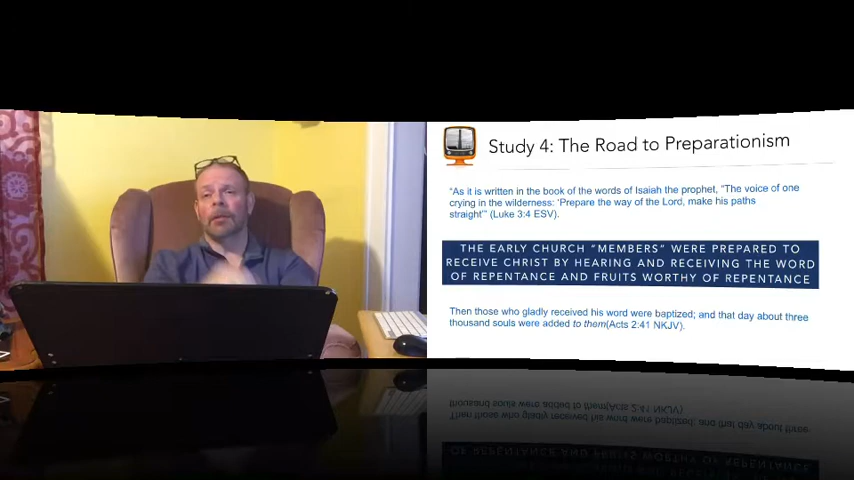 Study 4: The Road to Preparationism
"As it is written in the book of the words of Isaiah the prophet, "The voice of one
crying in the wilderness: 'Prepare the way of the Lord, make his paths
straight'" (Luke 3:4 ESV).
THE EARLY CHURCH "MEMBERS" WERE PREPARED TO
RECEIVE CHRIST BY HEARING AND RECEIVING THE WORD
OF REPENTANCE AND FRUITS WORTHY OF REPENTANCE
Then those who gladly received his word were baptized; and that day about three
thousand souls were added to them(Acts 2:41 NKJV).